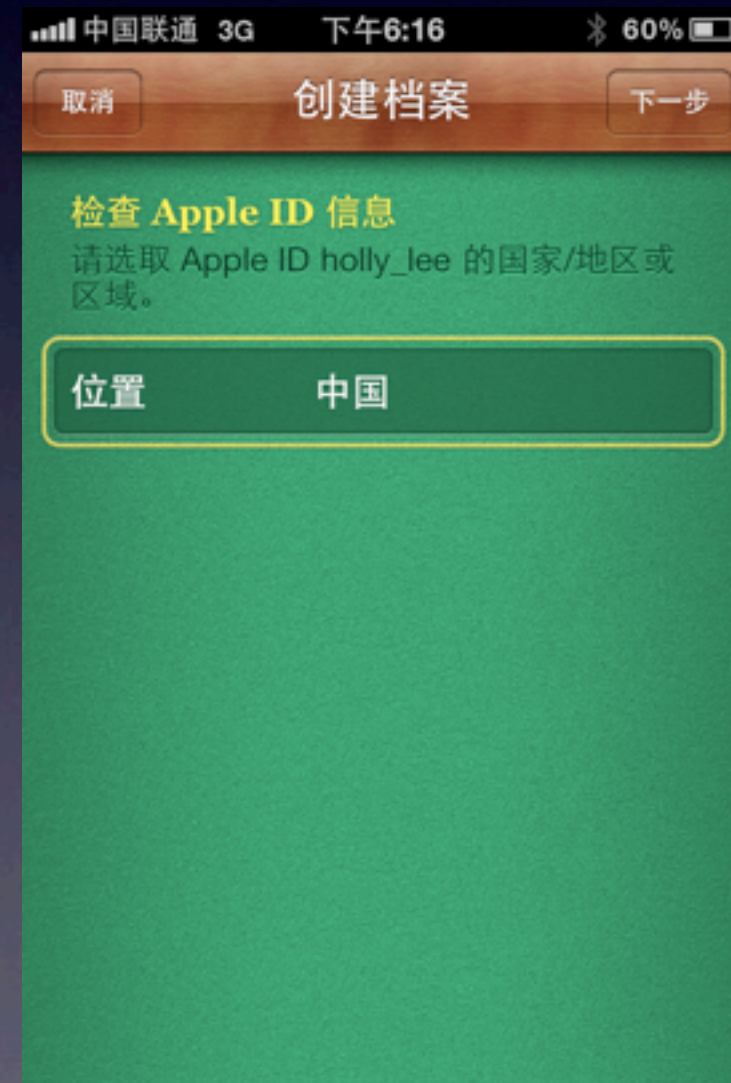 中国联通 3G 下午6:16 60%
取消 创建档案 下一步
检查 Apple ID 信息
请选取 Apple ID holly_lee 的国家/地区或
区域。
位置 中国